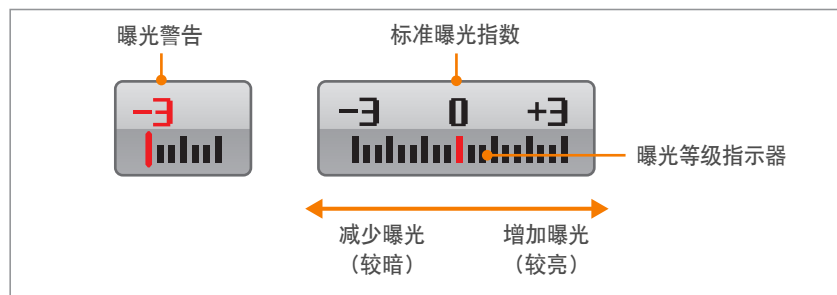 曝光警告
标准曝光指数
-3
-3 0 +3
曝光等级指示器
减少曝光
（较暗）
增加曝光
（较亮）